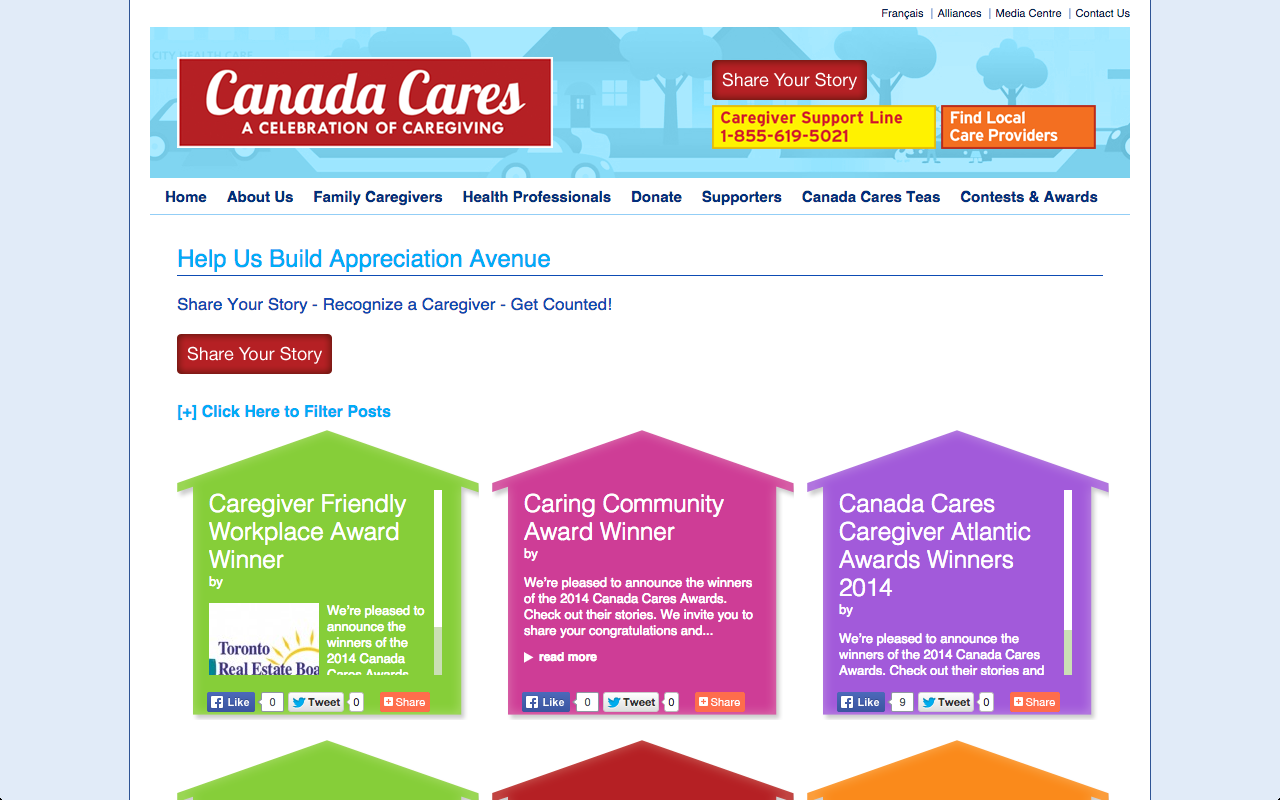 Français | Alliances | Media Centre | Contact Us
CITY HEALTH CARE
Canada Cares
A CELEBRATION OF CAREGIVING
Share Your Story
Caregiver Support Line
1-855-619-5021
Find Local
Care Providers
Home About Us Family Caregivers Health Professionals Donate Supporters Canada Cares Teas Contests & Awards
Help Us Build Appreciation Avenue
Share Your Story - Recognize a Caregiver - Get Counted!
Share Your Story
[+] Click Here to Filter Posts
Caregiver Friendly
Workplace Award
Winner
by
Toronto
Real Estate Boa
We're pleased to
announce the
winners of the
2014 Canada
Cares Awards.
Like 0 Tweet 0 Share
Caring Community
Award Winner
by
We're pleased to announce the winners
of the 2014 Canada Cares Awards.
Check out their stories. We invite you to
share your congratulations and...
read more
Like 0 Tweet 0 Share
Canada Cares
Caregiver Atlantic
Awards Winners
2014
by
We're pleased to announce the
winners of the 2014 Canada Cares
Awards. Check out their stories and
Like 9 Tweet 0 Share